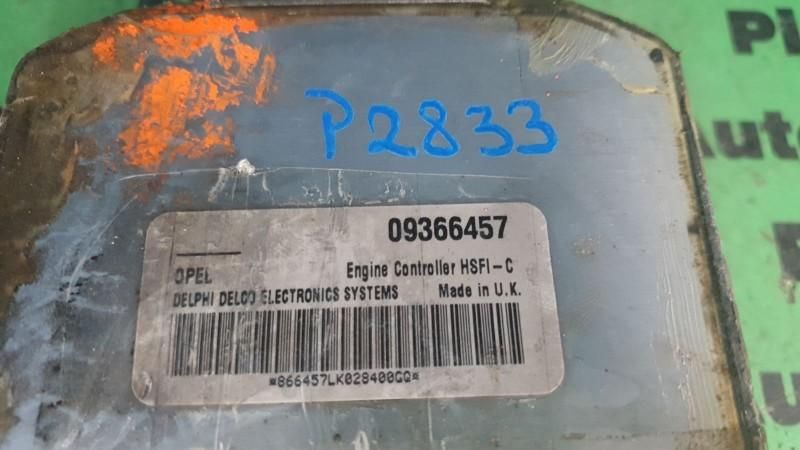 P2833
09366457
OPEL
Engine Controller HSFI-C
DELPHI DELCO ELECTRONICS SYSTEMS
Made in U.K.
*866457LK028400GQ*